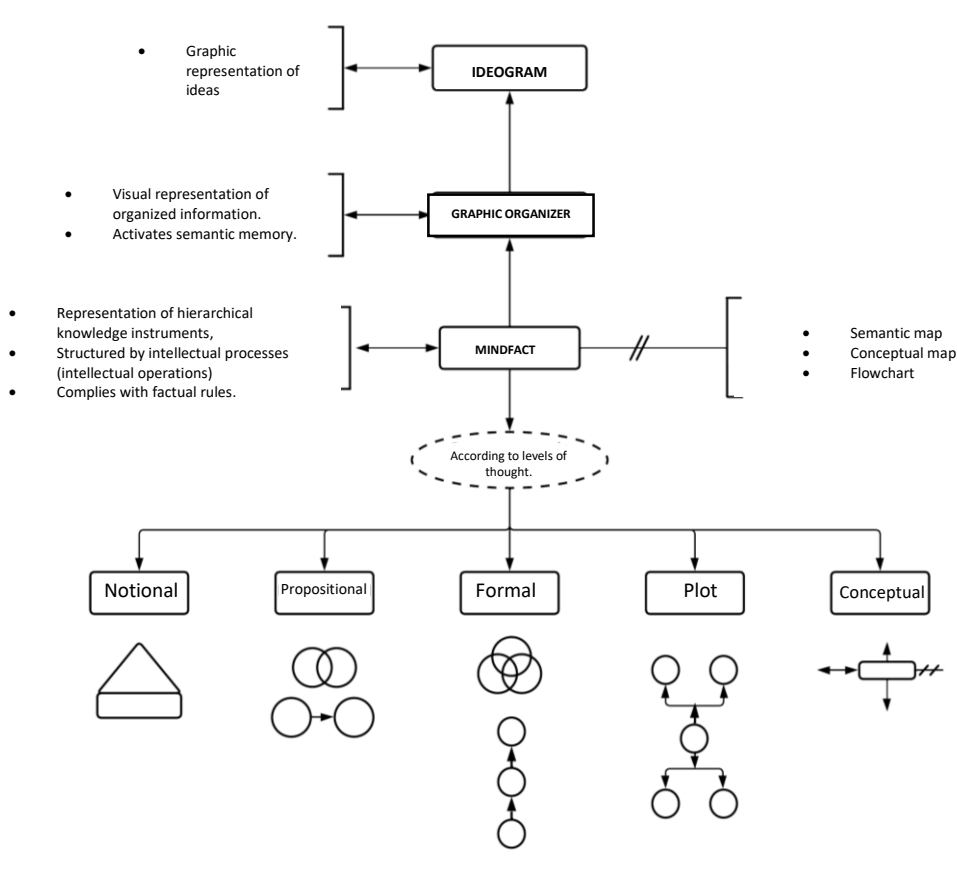 • Graphic
representation of
ideas
IDEOGRAM
• Visual representation of
organized information.
• Activates semantic memory.
GRAPHIC ORGANIZER
• Representation of hierarchical
knowledge instruments,
• Structured by intellectual processes
(intellectual operations)
• Complies with factual rules.
MINDFACT
• Semantic map
• Conceptual map
• Flowchart
According to levels of
thought.
Notional
Propositional
Formal
Plot
Conceptual